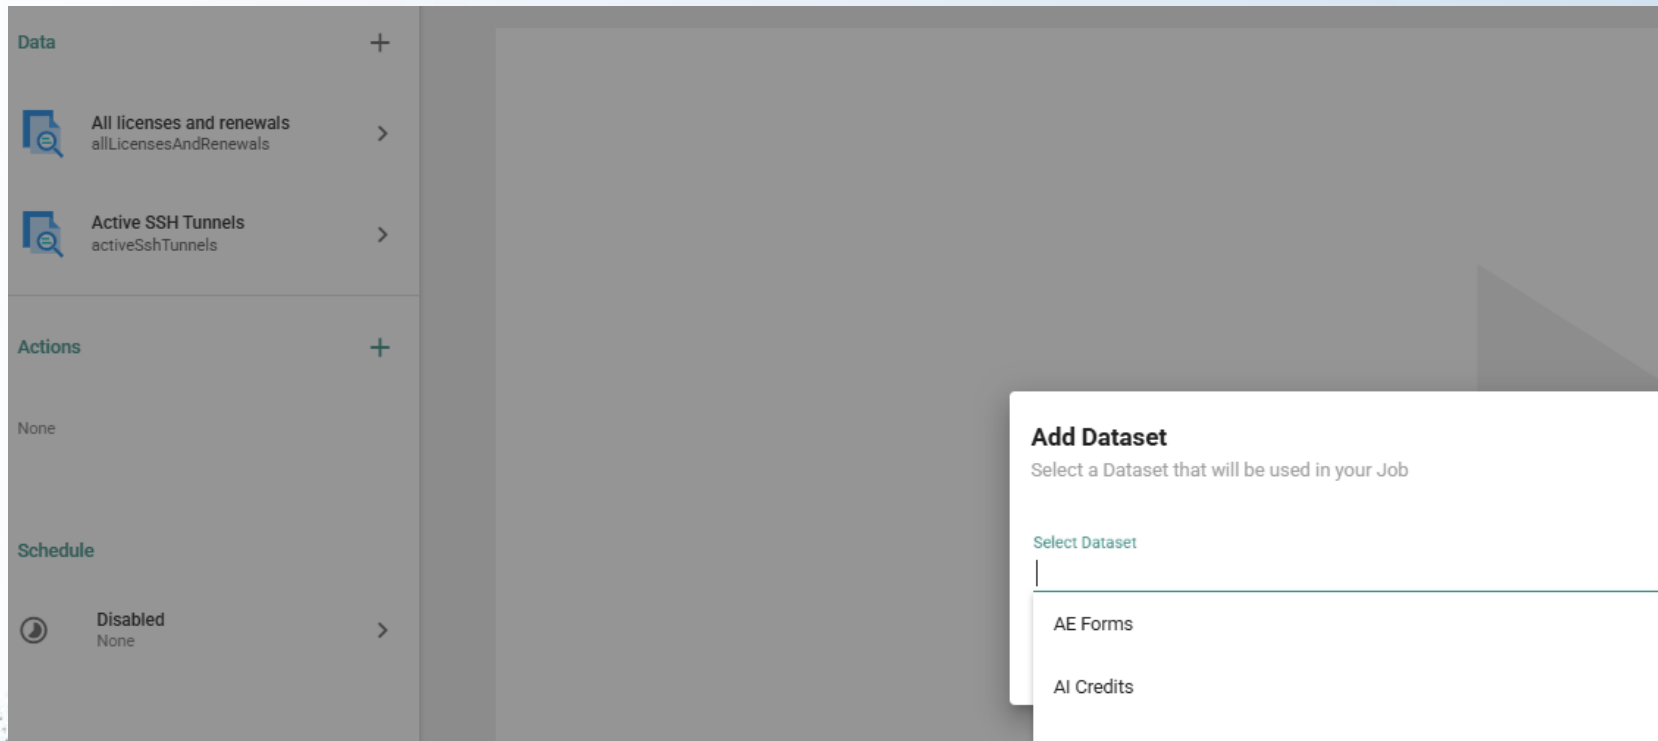 Data
All licenses and renewals
allLicensesAndRenewals
Active SSH Tunnels
activeSshTunnels
Actions
None
Schedule
Disabled
None
Add Dataset
Select a Dataset that will be used in your Job
Select Dataset
AE Forms
AI Credits